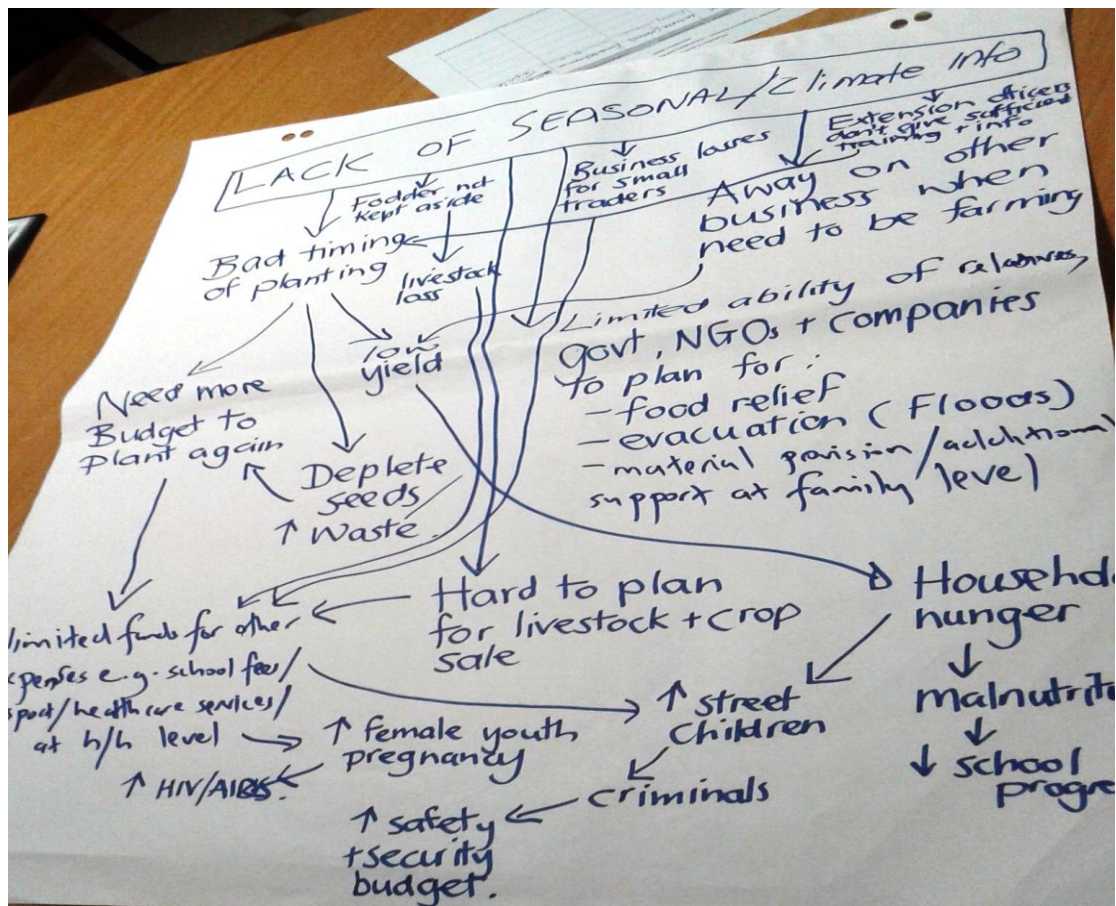 LACK OF SEASONAL/Climate Info
Fodder not
kept aside
Business losses
for small
traders
Extension officers
don't give sufficient
training + info
Bad timing
of planting
livestock
loss
Away on other
business when
need to be farming
low
yield
Limited ability of relatives,
govt, NGOs + companies
to plan for:
- food relief
- evacuation (Floods)
- material provision/additional
support at family level
Need more
Budget to
Plant again
Deplete
seeds
↑ waste
Hard to plan
for livestock + crop
sale
Househo
hunger
malnutriti
↓ school
progre
limited funds for other
penses e.g. school fees/
sport/healthcare services/
at h/h level
↑ female youth
pregnancy
↑ HIV/AIDS.
↑ street
children
criminals
↑ safety
+ security
budget.